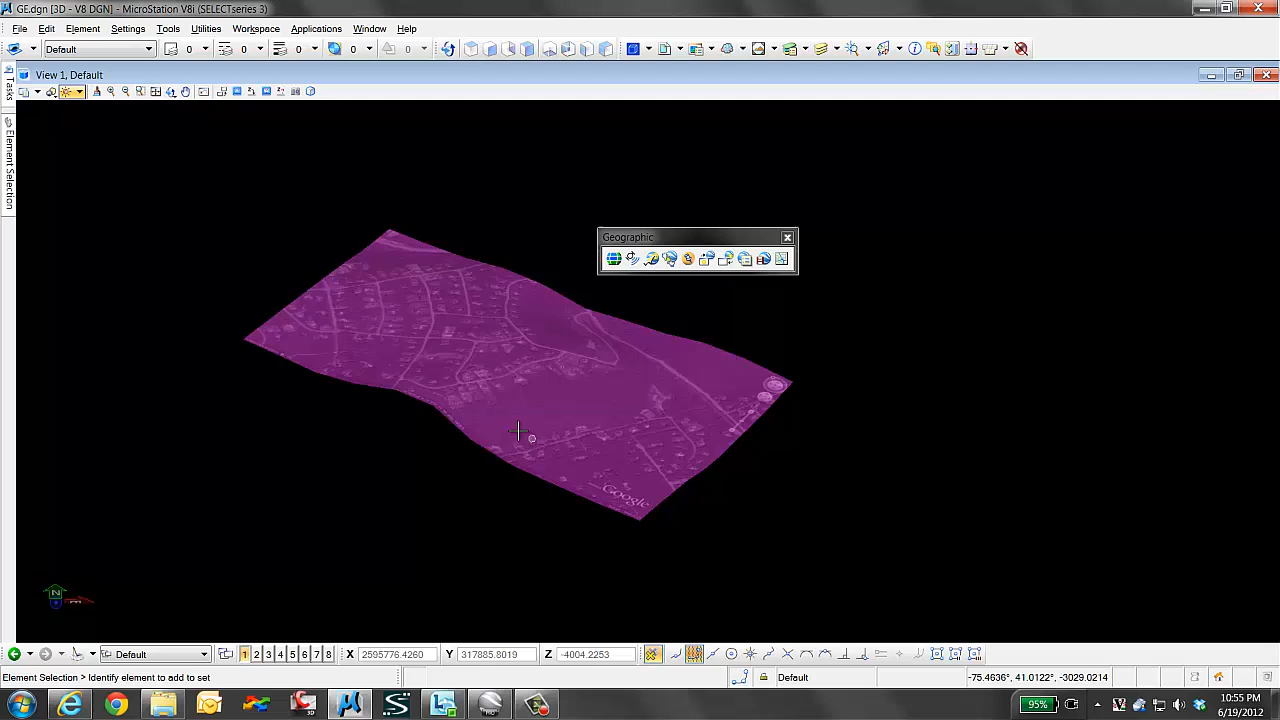 GE.dgn [3D - V8 DGN] - MicroStation V8i (SELECTseries 3)
File Edit Element Settings Tools Utilities Workspace Applications Window Help
Default 0 0 0 0 0
View 1, Default
Tasks
Element Selection
Geographic
Google
N
Default 1 2 3 4 5 6 7 8 X 2595776.4260 Y 317885.8019 Z -4004.2253
Element Selection > Identify element to add to set Default -75.4636°, 41.0122°, -3029.0214
95% 10:55 PM
6/19/2012